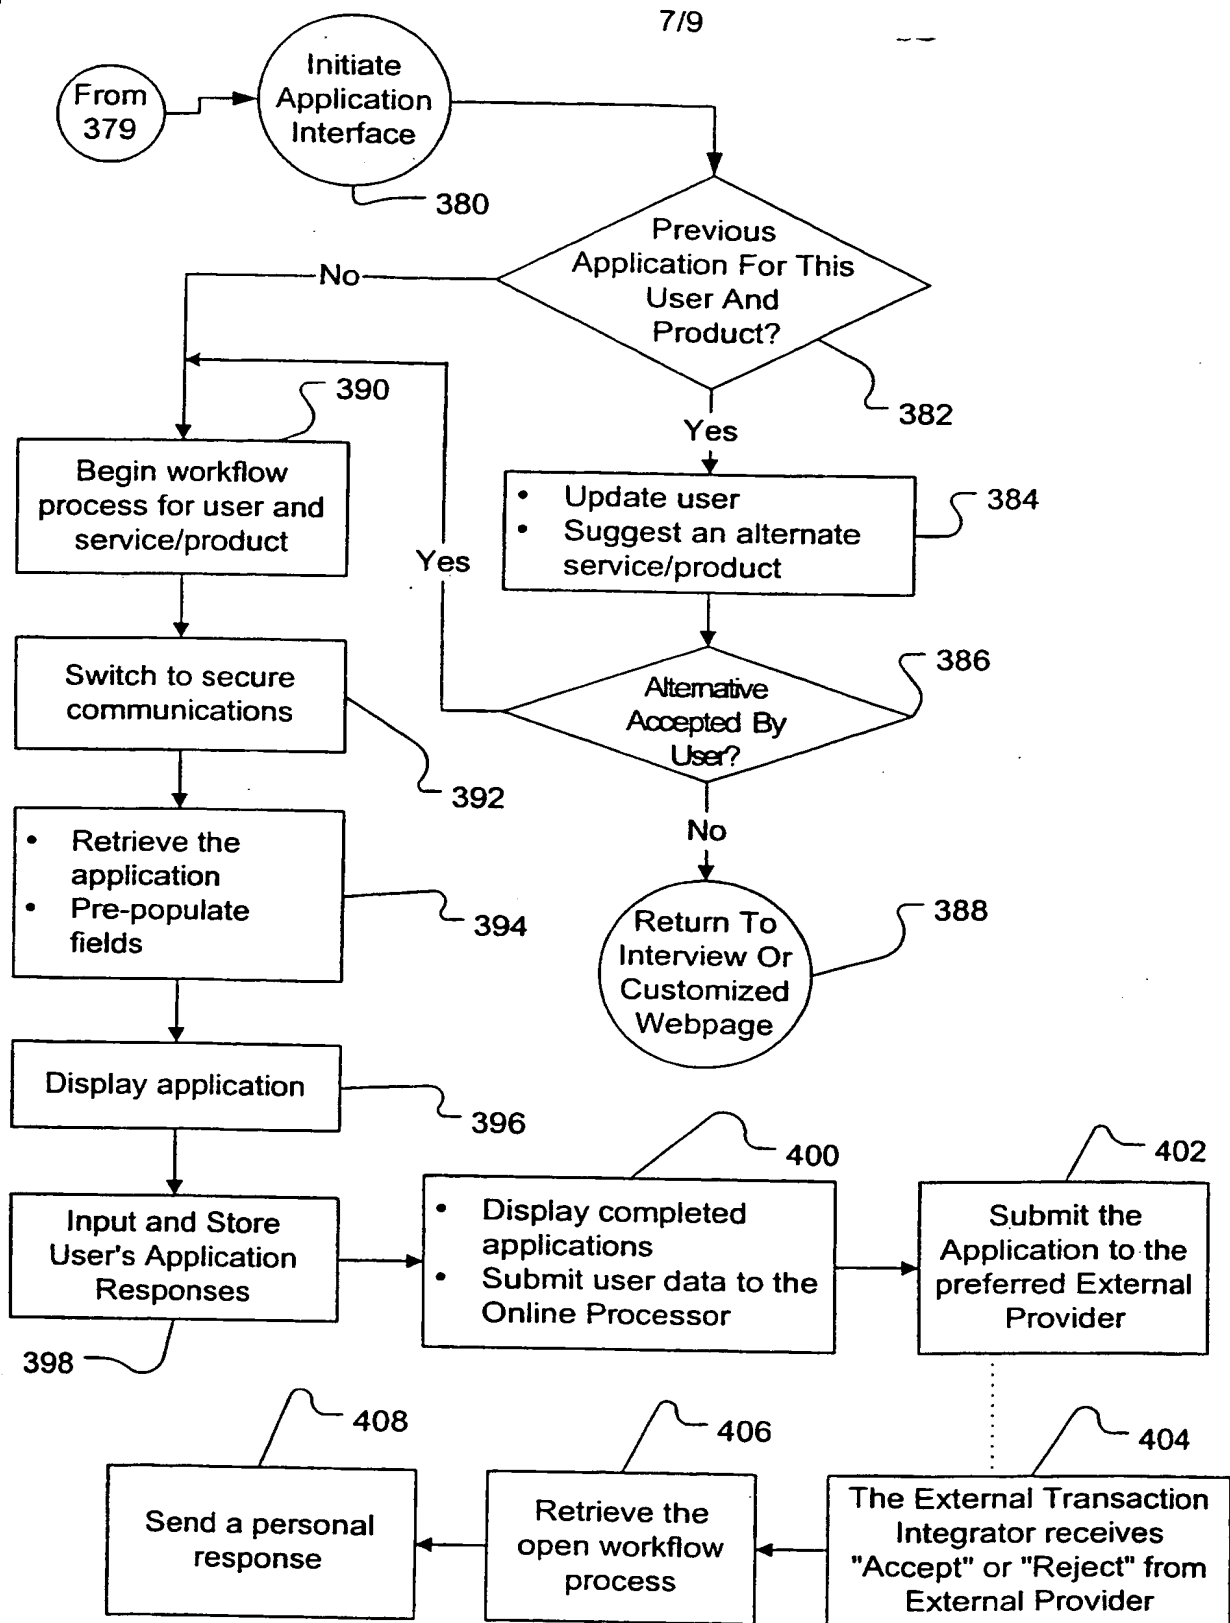 7/9
From
379
Initiate
Application
Interface
380
Previous
Application For This
User And
Product?
382
No
Yes
390
Begin workflow
process for user and
service/product
• Update user
• Suggest an alternate
service/product
384
Yes
Switch to secure
communications
392
Alternative
Accepted By
User?
386
No
• Retrieve the
application
• Pre-populate
fields
394
Return To
Interview Or
Customized
Webpage
388
Display application
396
Input and Store
User's Application
Responses
398
400
• Display completed
applications
• Submit user data to the
Online Processor
402
Submit the
Application to the
preferred External
Provider
404
The External Transaction
Integrator receives
"Accept" or "Reject" from
External Provider
406
Retrieve the
open workflow
process
408
Send a personal
response